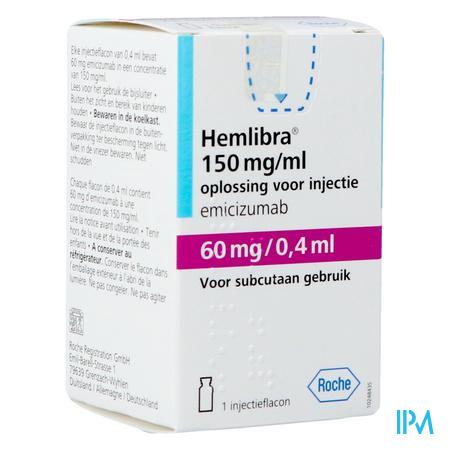 Elke injectieflacon van 0,4 ml bevat
60 mg emicizumab in een concentratie
van 150 mg/ml.
Lees voor het gebruik de bijsluiter •
Buiten het zicht en bereik van kinderen
houden • Bewaren in de koelkast.
Bewaar de injectieflacon in de buiten-
verpakking ter bescherming tegen licht.
Niet in de vriezer bewaren. Niet
schudden
Chaque flacon de 0,4 ml contient
60 mg d'emicizumab à une
concentration de 150 mg/ml.
Lire la notice avant utilisation • Tenir
hors de la vue et de la portée des
enfants • A conserver au
réfrigérateur. Conserver le flacon dans
l'emballage extérieur à l'abri de la
lumière. Ne pas congeler. Ne pas agiter
Roche Registration GmbH
Emil-Barell-Strasse 1
79639 Grenzach-Wyhlen
Duitsland / Allemagne / Deutschland
Hemlibra®
150 mg/ml
oplossing voor injectie
emicizumab
60 mg/0,4 ml
Voor subcutaan gebruik
1 injectieflacon
Roche
10248435
IPM